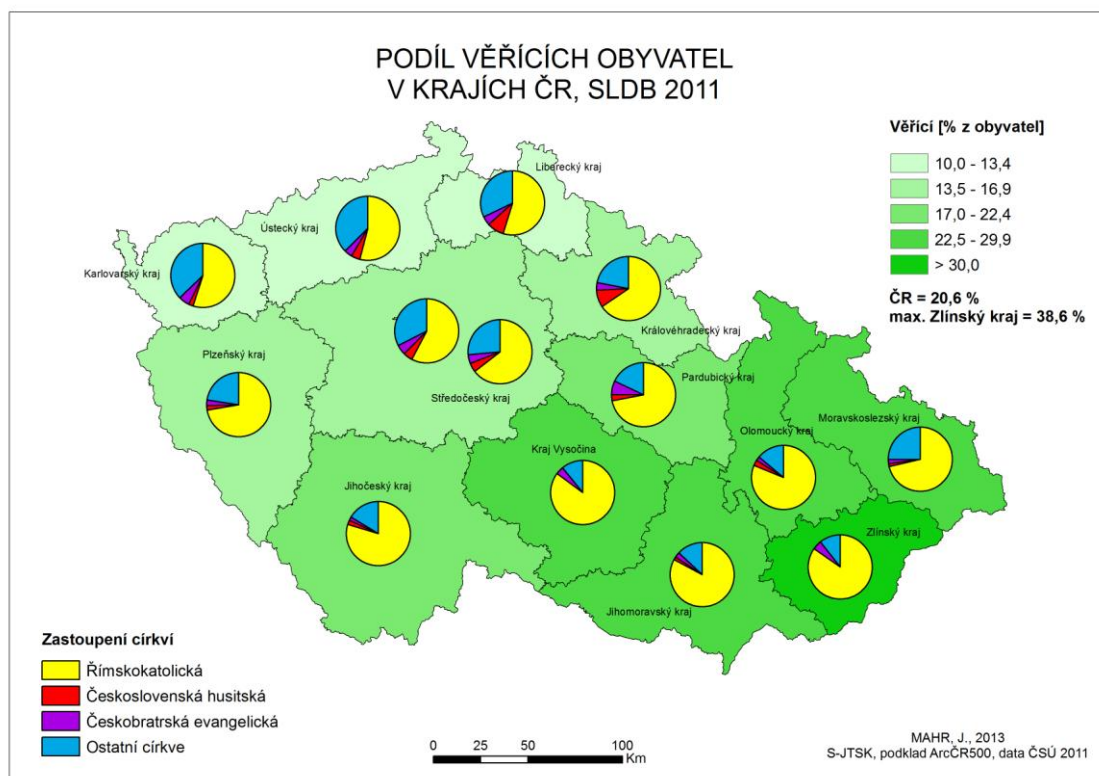 PODÍL VĚŘÍCÍCH OBYVATEL
V KRAJÍCH ČR, SLDB 2011
Věřící [% z obyvatel]
10,0 - 13,4
13,5 - 16,9
17,0 - 22,4
22,5 - 29,9
> 30,0
ČR = 20,6 %
max. Zlínský kraj = 38,6 %
Liberecký kraj
Ústecký kraj
Karlovarský kraj
Královéhradecký kraj
Plzeňský kraj
Pardubický kraj
Středočeský kraj
Moravskoslezský kraj
Olomoucký kraj
Kraj Vysočina
Jihočeský kraj
Zlínský kraj
Jihomoravský kraj
Zastoupení církví
Římskokatolická
Československá husitská
Českobratrská evangelická
Ostatní církve
0 25 50 100
Km
MAHR, J., 2013
S-JTSK, podklad ArcČR500, data ČSÚ 2011